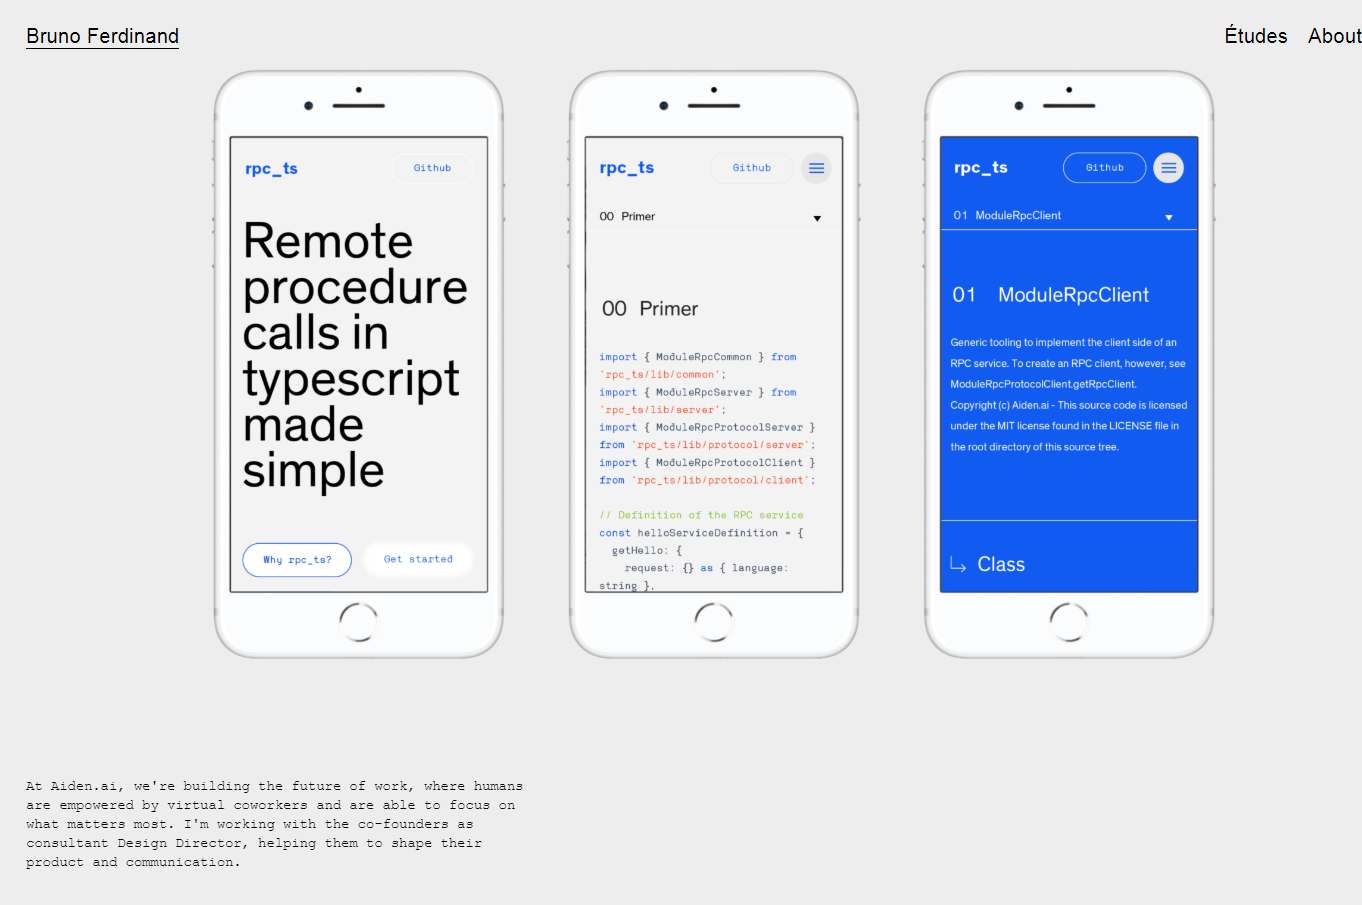 Bruno Ferdinand
Études About
rpc_ts
Github
Remote
procedure
calls in
typescript
made
simple
Why rpc_ts?
Get started
rpc_ts
Github
00 Primer
00 Primer
import { ModuleRpcCommon } from
'rpc_ts/lib/common';
import { ModuleRpcServer } from
'rpc_ts/lib/server';
import { ModuleRpcProtocolServer }
from 'rpc_ts/lib/protocol/server';
import { ModuleRpcProtocolClient }
from 'rpc_ts/lib/protocol/client';
// Definition of the RPC service
const helloServiceDefinition = {
getHello: {
request: {} as { language:
string },
rpc_ts
Github
01 ModuleRpcClient
01 ModuleRpcClient
Generic tooling to implement the client side of an
RPC service. To create an RPC client, however, see
ModuleRpcProtocolClient.getRpcClient.
Copyright (c) Aiden.ai - This source code is licensed
under the MIT license found in the LICENSE file in
the root directory of this source tree.
Class
At Aiden.ai, we're building the future of work, where humans
are empowered by virtual coworkers and are able to focus on
what matters most. I'm working with the co-founders as
consultant Design Director, helping them to shape their
product and communication.